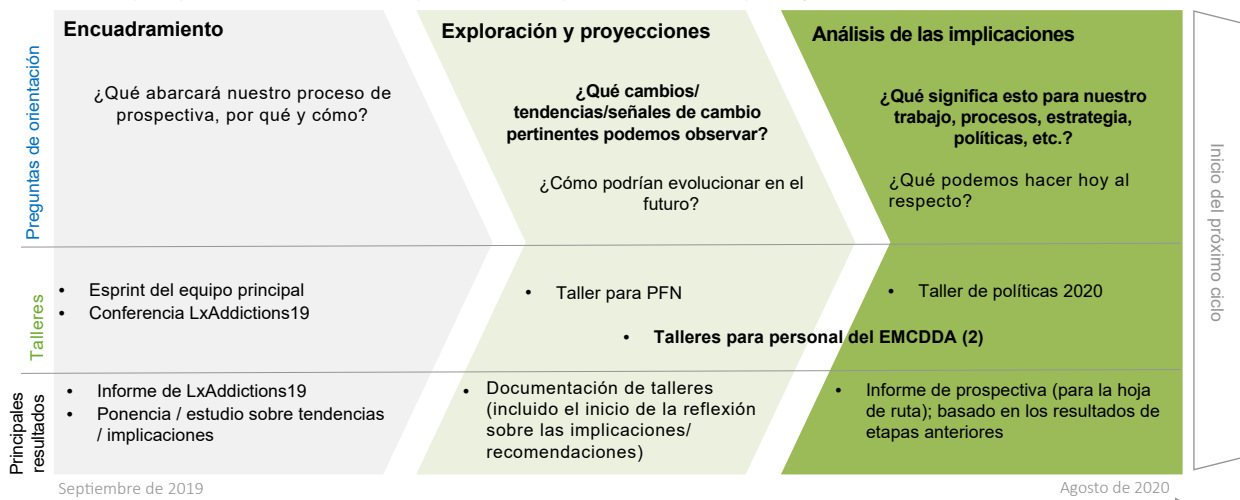 Encuadramiento
Exploración y proyecciones
Análisis de las implicaciones
Preguntas de orientación
¿Qué abarcará nuestro proceso de
prospectiva, por qué y cómo?
¿Qué cambios/
tendencias/señales de cambio
pertinentes podemos observar?
¿Cómo podrían evolucionar en el
futuro?
¿Qué significa esto para nuestro
trabajo, procesos, estrategia,
políticas, etc.?
¿Qué podemos hacer hoy al
respecto?
Talleres
• Esprint del equipo principal
• Conferencia LxAddictions19
• Taller para PFN
• Taller de políticas 2020
• Talleres para personal del EMCDDA (2)
Principales
resultados
• Informe de LxAddictions19
• Ponencia / estudio sobre tendencias
/ implicaciones
• Documentación de talleres
(incluido el inicio de la reflexión
sobre las implicaciones/
recomendaciones)
• Informe de prospectiva (para la hoja
de ruta); basado en los resultados de
etapas anteriores
Inicio del próximo ciclo
Septiembre de 2019
Agosto de 2020